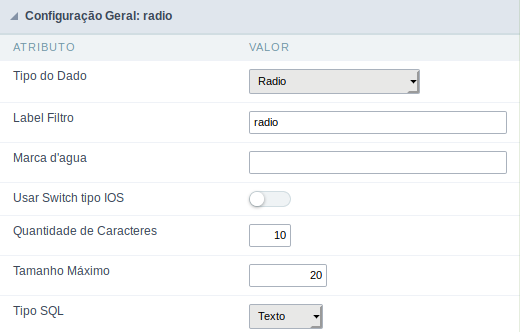 Configuração Geral: radio
ATRIBUTO VALOR
Tipo do Dado Radio
Label Filtro radio
Marca d'agua
Usar Switch tipo IOS
Quantidade de Caracteres 10
Tamanho Máximo 20
Tipo SQL Texto